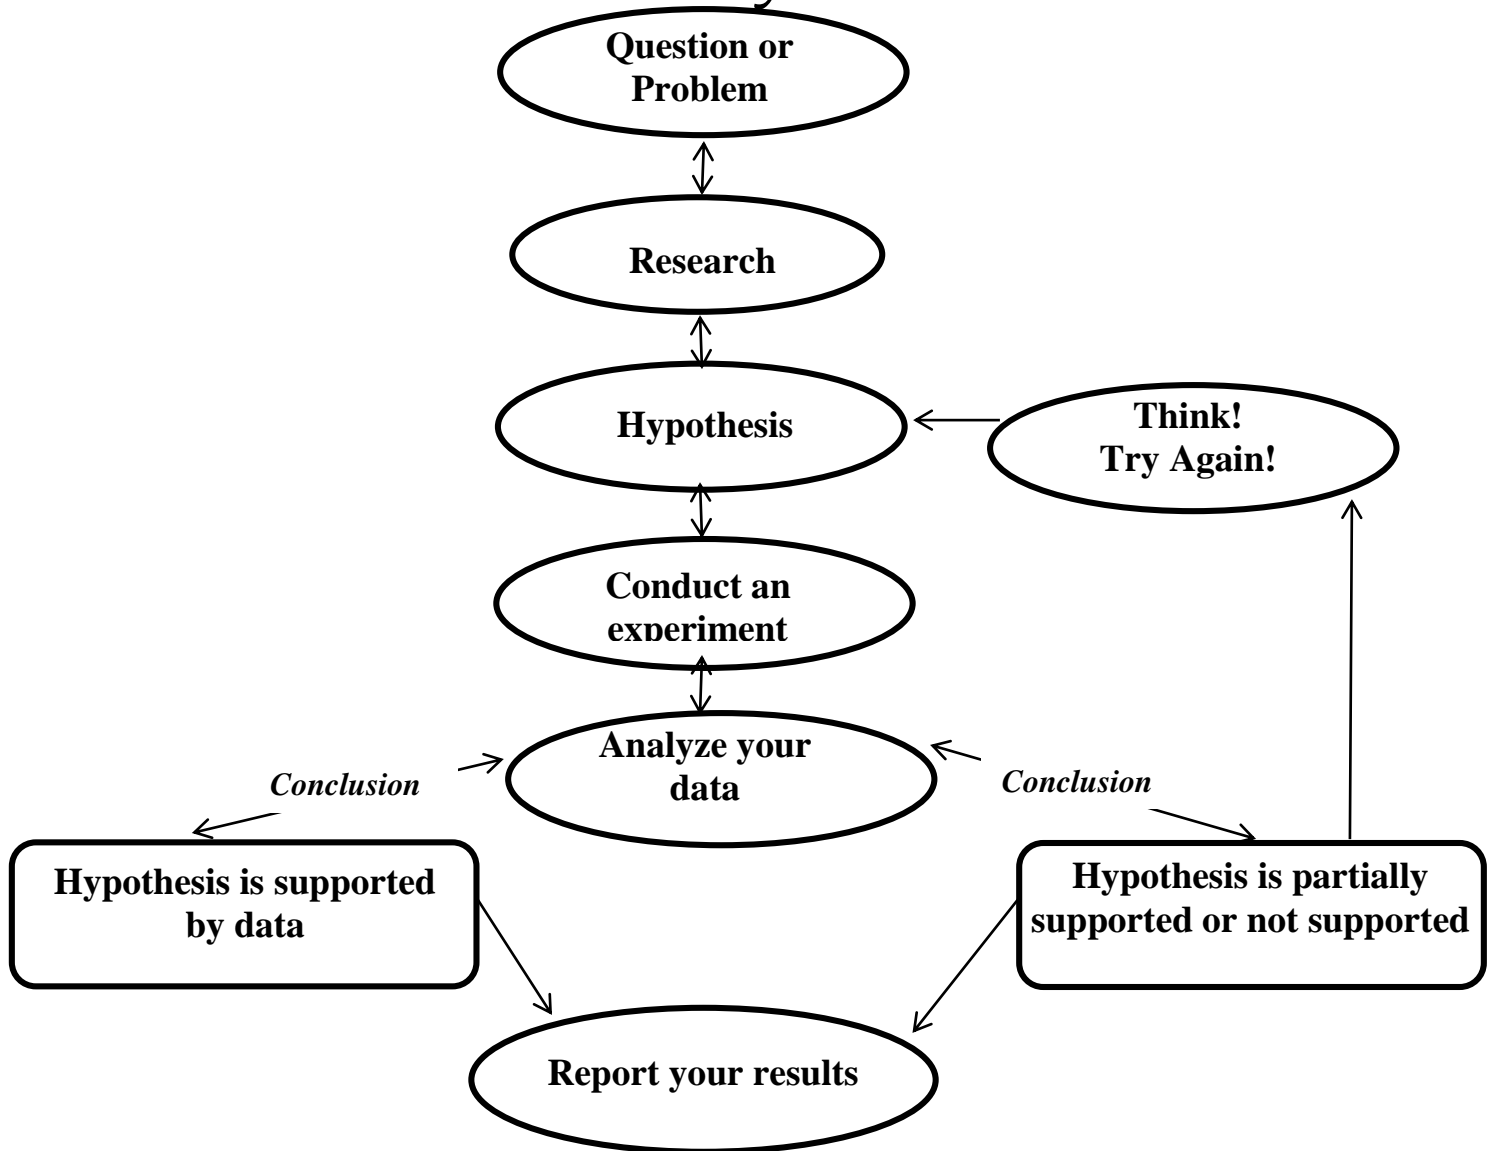 Question or
Problem
Research
Hypothesis
Think!
Try Again!
Conduct an
experiment
Analyze your
data
Conclusion
Conclusion
Hypothesis is supported
by data
Hypothesis is partially
supported or not supported
Report your results